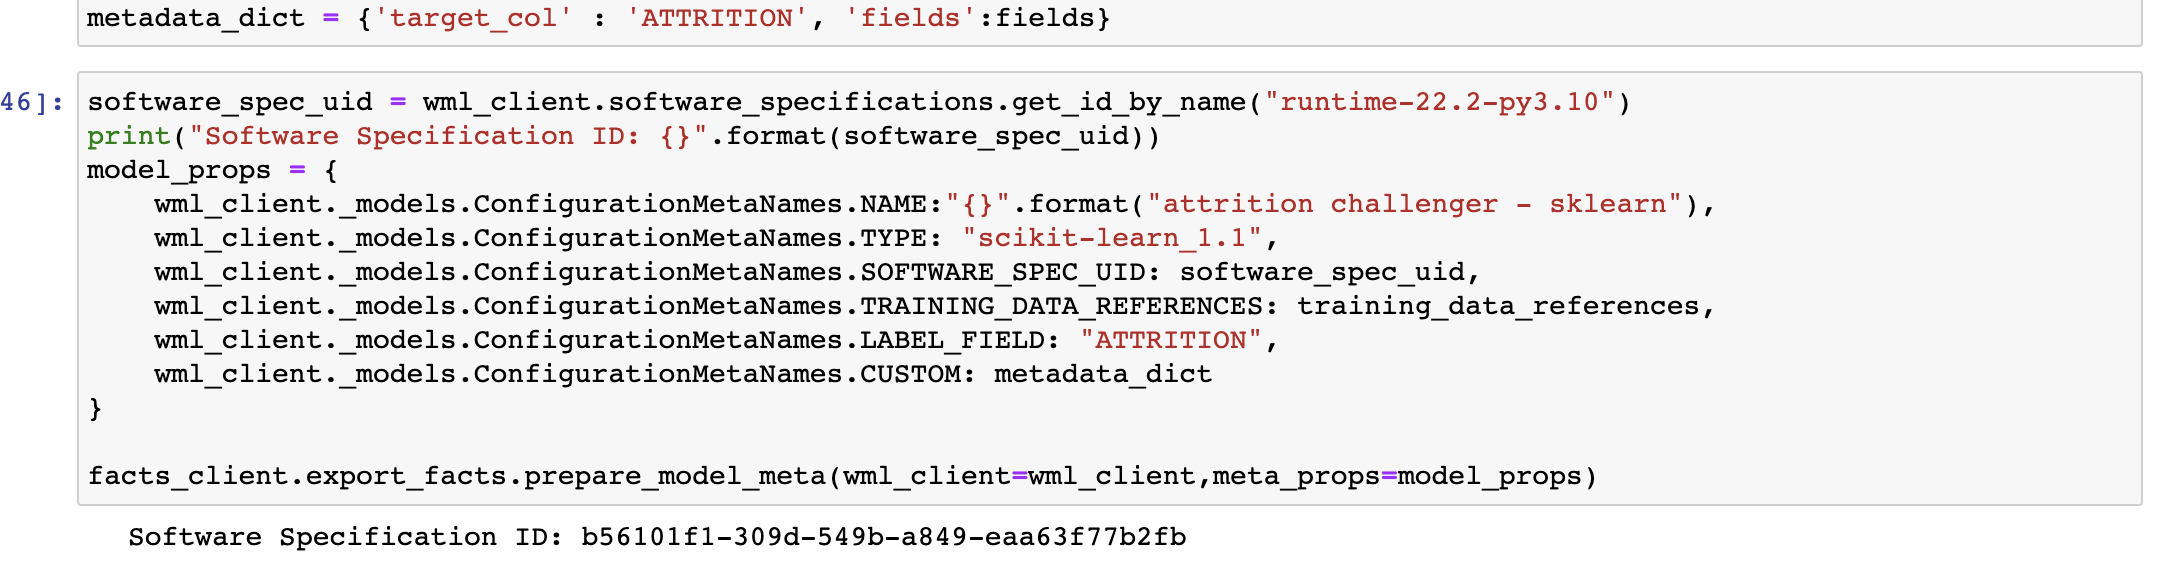 metadata_dict = {'target_col' : 'ATTRITION', 'fields':fields}
46]: software_spec_uid = wml_client.software_specifications.get_id_by_name("runtime-22.2-py3.10")
print("Software Specification ID: {}".format(software_spec_uid))
model_props = {
    wml_client._models.ConfigurationMetaNames.NAME:"{}".format("attrition challenger - sklearn"),
    wml_client._models.ConfigurationMetaNames.TYPE: "scikit-learn_1.1",
    wml_client._models.ConfigurationMetaNames.SOFTWARE_SPEC_UID: software_spec_uid,
    wml_client._models.ConfigurationMetaNames.TRAINING_DATA_REFERENCES: training_data_references,
    wml_client._models.ConfigurationMetaNames.LABEL_FIELD: "ATTRITION",
    wml_client._models.ConfigurationMetaNames.CUSTOM: metadata_dict
}
facts_client.export_facts.prepare_model_meta(wml_client=wml_client,meta_props=model_props)
Software Specification ID: b56101f1-309d-549b-a849-eaa63f77b2fb